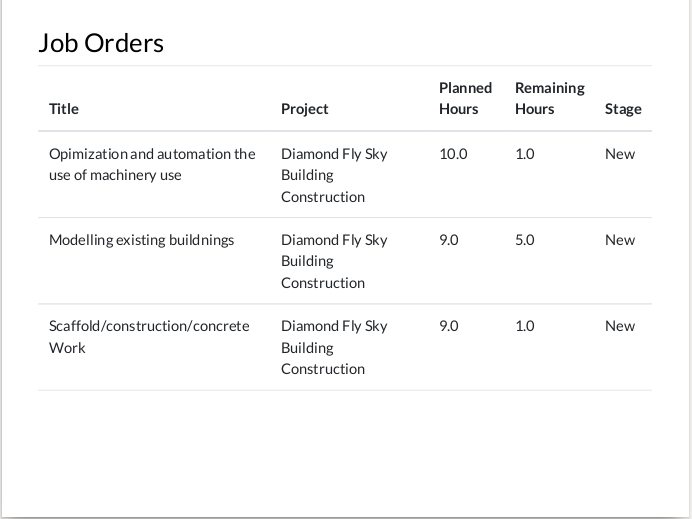 Job Orders
Planned Remaining
Title Project Hours Hours Stage
Opimization and automation the Diamond Fly Sky 10.0 1.0 New
use of machinery use Building
Construction
Modelling existing buildnings Diamond Fly Sky 9.0 5.0 New
Building
Construction
Scaffold/construction/concrete Diamond Fly Sky 9.0 1.0 New
Work Building
Construction